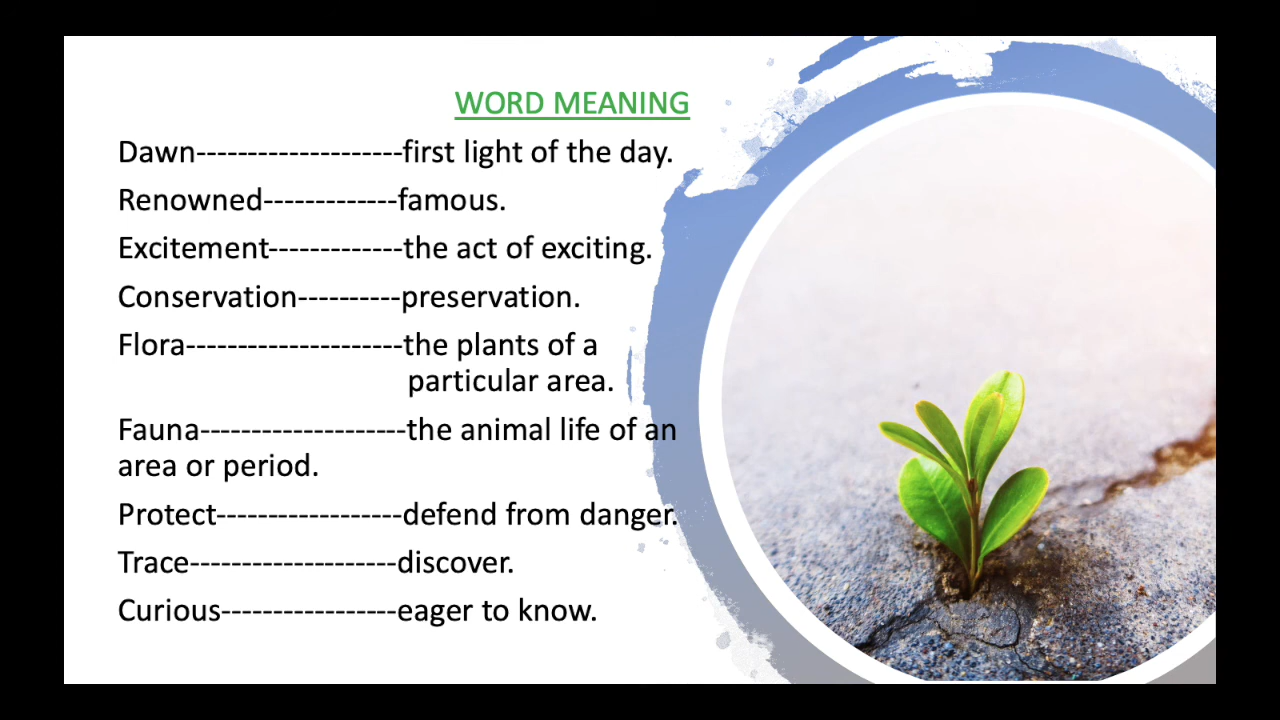 WORD MEANING
Dawn--------------------first light of the day.
Renowned-------------famous.
Excitement-------------the act of exciting.
Conservation----------preservation.
Flora---------------------the plants of a
particular area.
Fauna--------------------the animal life of an
area or period.
Protect------------------defend from danger.
Trace--------------------discover.
Curious-----------------eager to know.